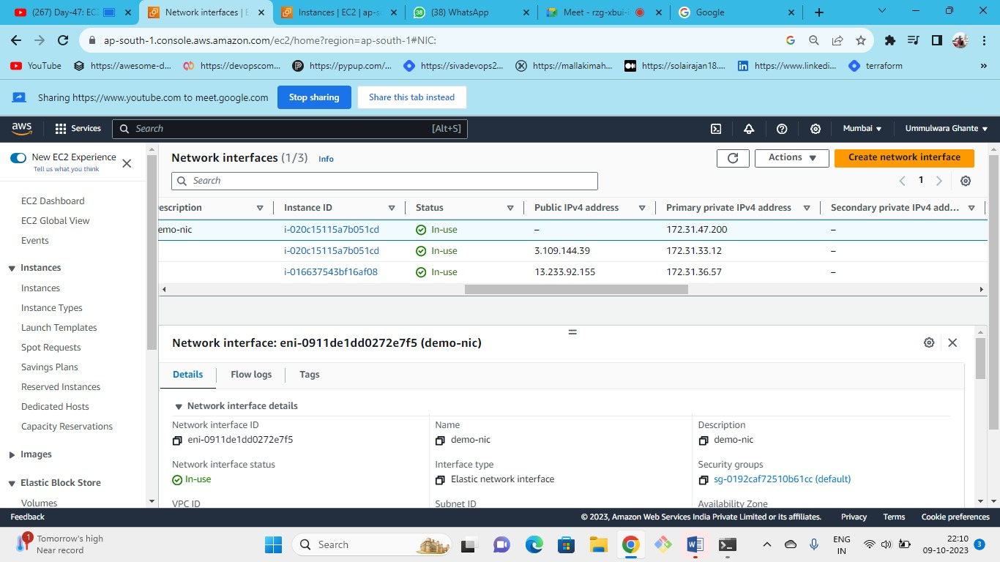 (267) Day-47: EC2
Network interfaces | E
Instances | EC2 | ap-s
(38) WhatsApp
Meet - rzg-xbui-
Google
ap-south-1.console.aws.amazon.com/ec2/home?region=ap-south-1#NIC:
YouTube
https://awesome-d...
https://devopscom...
https://pypup.com/...
https://sivadevops2...
https://mallakimah...
https://solairajan18....
https://www.linkedi...
terraform
Sharing https://www.youtube.com to meet.google.com
Stop sharing
Share this tab instead
aws
Services
Search
[Alt+S]
Mumbai
Ummulwara Ghante
New EC2 Experience
Tell us what you think
EC2 Dashboard
EC2 Global View
Events
Instances
Instances
Instance Types
Launch Templates
Spot Requests
Savings Plans
Reserved Instances
Dedicated Hosts
Capacity Reservations
Images
Elastic Block Store
Volumes
Network interfaces (1/3) Info
Actions
Create network interface
Search
1
escription Instance ID Status Public IPv4 address Primary private IPv4 address Secondary private IPv4 add...
emo-nic i-020c15115a7b051cd In-use – 172.31.47.200 –
i-020c15115a7b051cd In-use 3.109.144.39 172.31.33.12 –
i-016637543bf16af08 In-use 13.233.92.155 172.31.36.57 –
Network interface: eni-0911de1dd0272e7f5 (demo-nic)
Details Flow logs Tags
Network interface details
Network interface ID
eni-0911de1dd0272e7f5
Name
demo-nic
Description
demo-nic
Network interface status
In-use
Interface type
Elastic network interface
Security groups
sg-0192caf72510b61cc (default)
VPC ID
Subnet ID
Availability Zone
Feedback
© 2023, Amazon Web Services India Private Limited or its affiliates.
Privacy
Terms
Cookie preferences
1
Tomorrow's high
Near record
Search
ENG
IN
22:10
09-10-2023
3